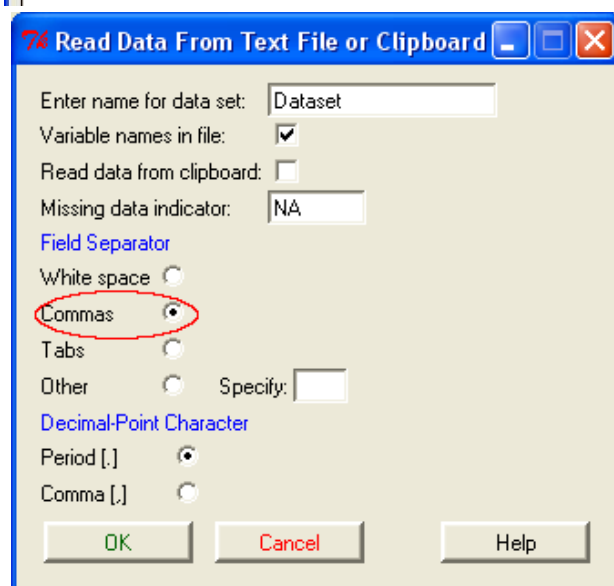 Read Data From Text File or Clipboard
Enter name for data set: Dataset
Variable names in file:
Read data from clipboard:
Missing data indicator: NA
Field Separator
White space
Commas
Tabs
Other Specify:
Decimal-Point Character
Period [.]
Comma [,]
OK Cancel Help